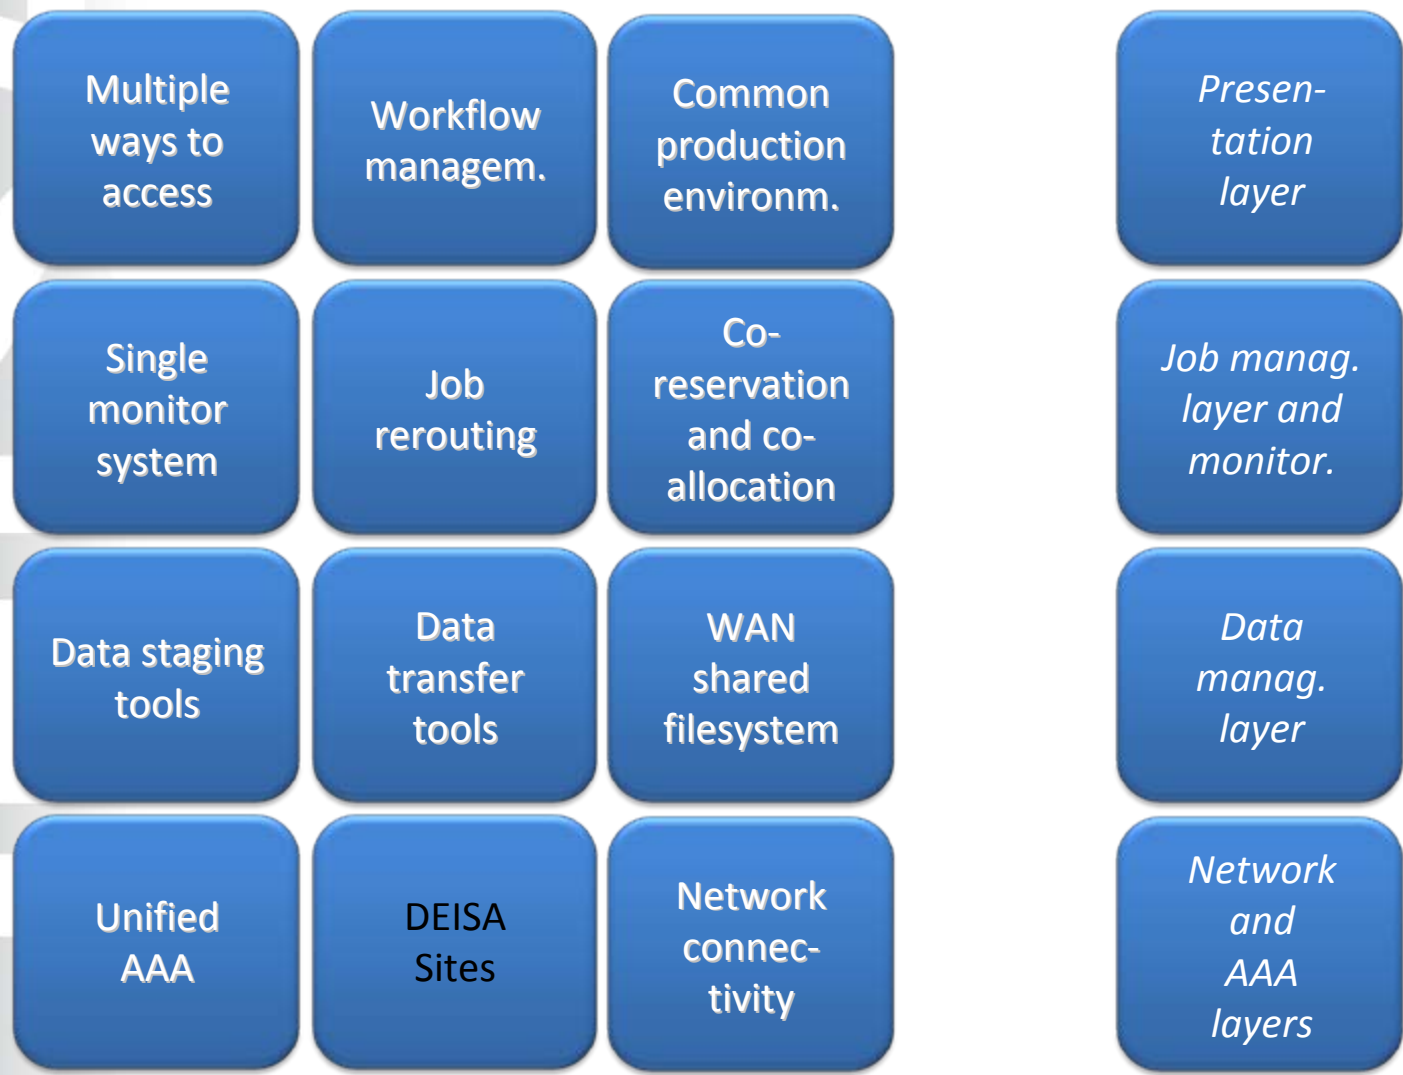 Multiple
ways to
access
Workflow
managem.
Common
production
environm.
Presen-
tation
layer
Single
monitor
system
Job
rerouting
Co-
reservation
and co-
allocation
Job manag.
layer and
monitor.
Data staging
tools
Data
transfer
tools
WAN
shared
filesystem
Data
manag.
layer
Unified
AAA
DEISA
Sites
Network
connec-
tivity
Network
and
AAA
layers